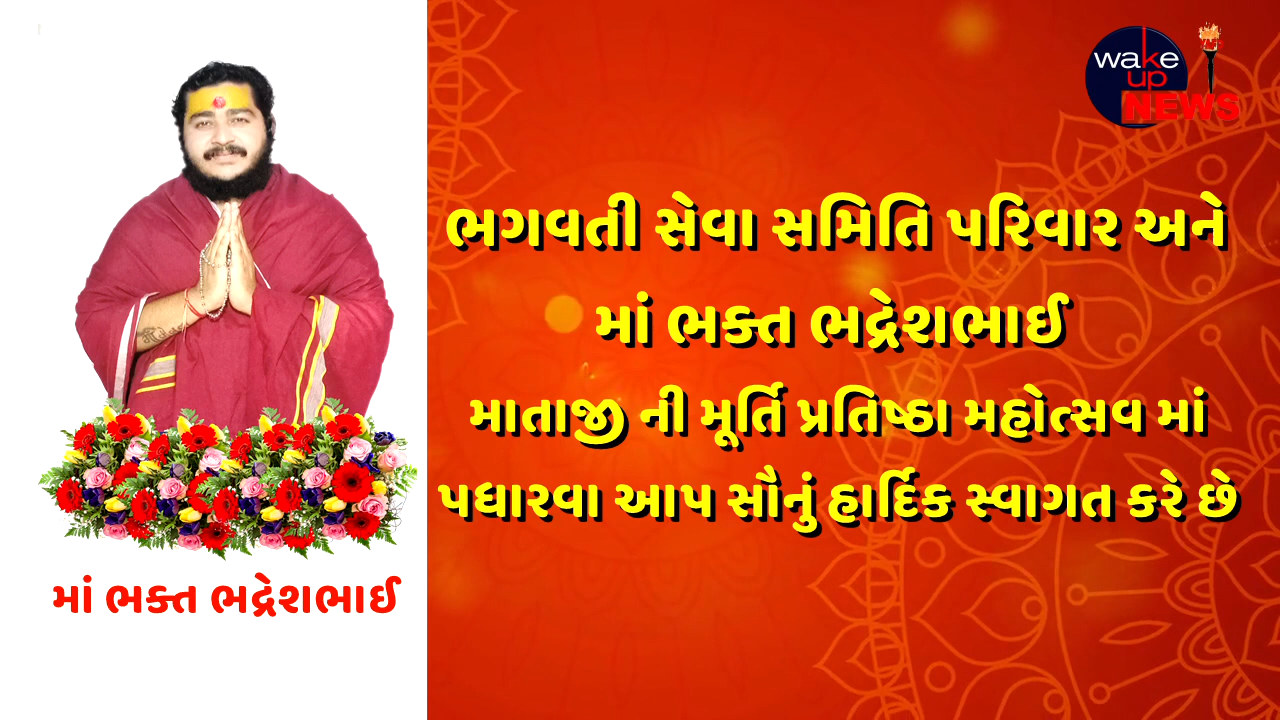 wake
up
NEWS
ભગવતી સેવા સમિતિ પરિવાર અને
માં ભક્ત ભદ્રેશભાઈ
માતાજી ની મૂર્તિ પ્રતિષ્ઠા મહોત્સવ માં
પધારવા આપ સૌનું હાર્દિક સ્વાગત કરે છે
માં ભક્ત ભદ્રેશભાઈ